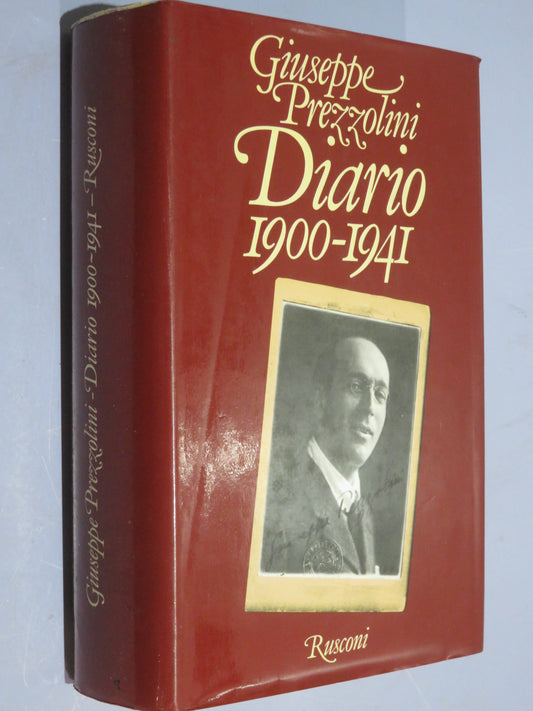 Giuseppe
Prezzolini
Diario
1900-1941
Rusconi
Giuseppe Prezzolini - Diario 1900-1941 - Rusconi